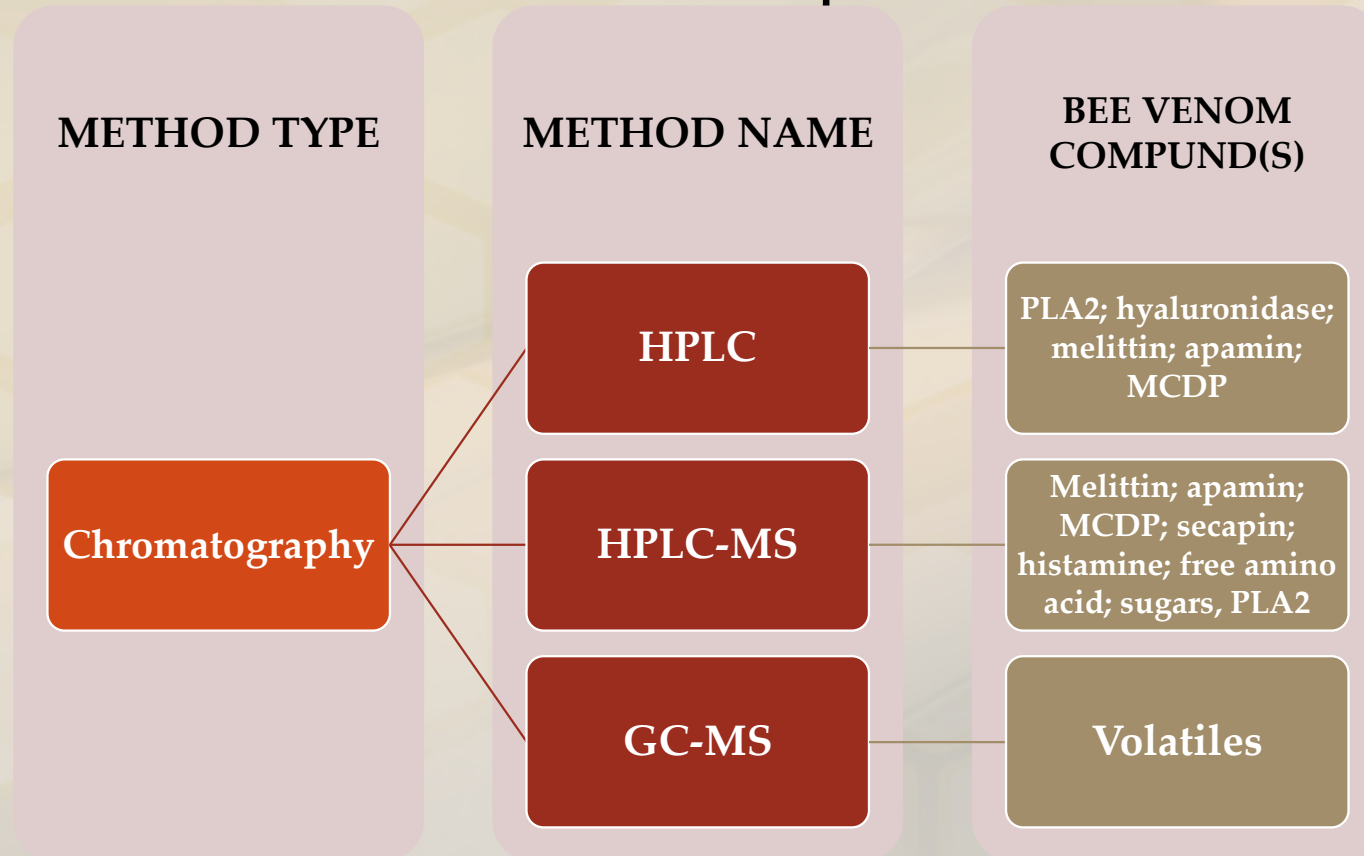 METHOD TYPE
METHOD NAME
BEE VENOM
COMPUND(S)
Chromatography
HPLC
PLA2; hyaluronidase;
melittin; apamin;
MCDP
HPLC-MS
Melittin; apamin;
MCDP; secapin;
histamine; free amino
acid; sugars, PLA2
GC-MS
Volatiles